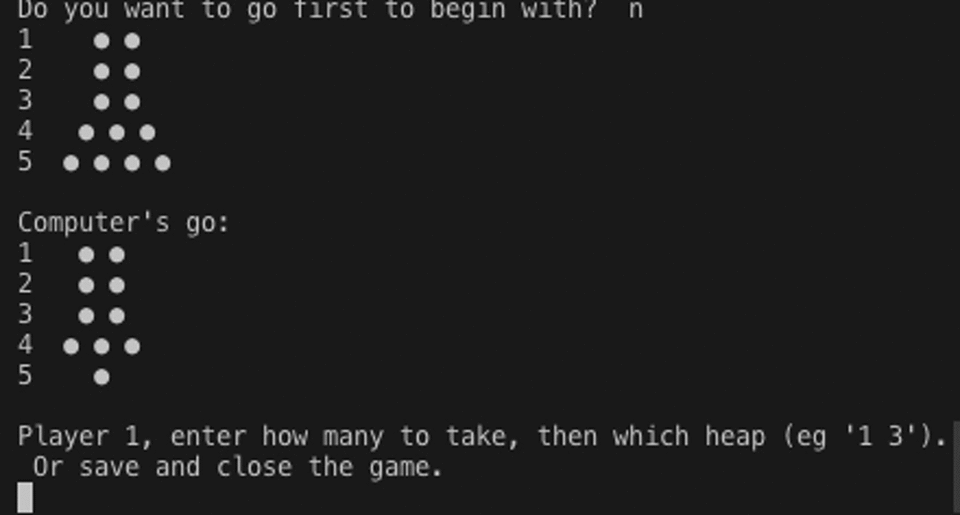 Do you want to go first to begin with?  n
1    ● ●
2    ● ●
3    ● ●
4   ● ● ●
5  ● ● ● ●
Computer's go:
1   ● ●
2   ● ●
3   ● ●
4  ● ● ●
5    ●
Player 1, enter how many to take, then which heap (eg '1 3').
 Or save and close the game.